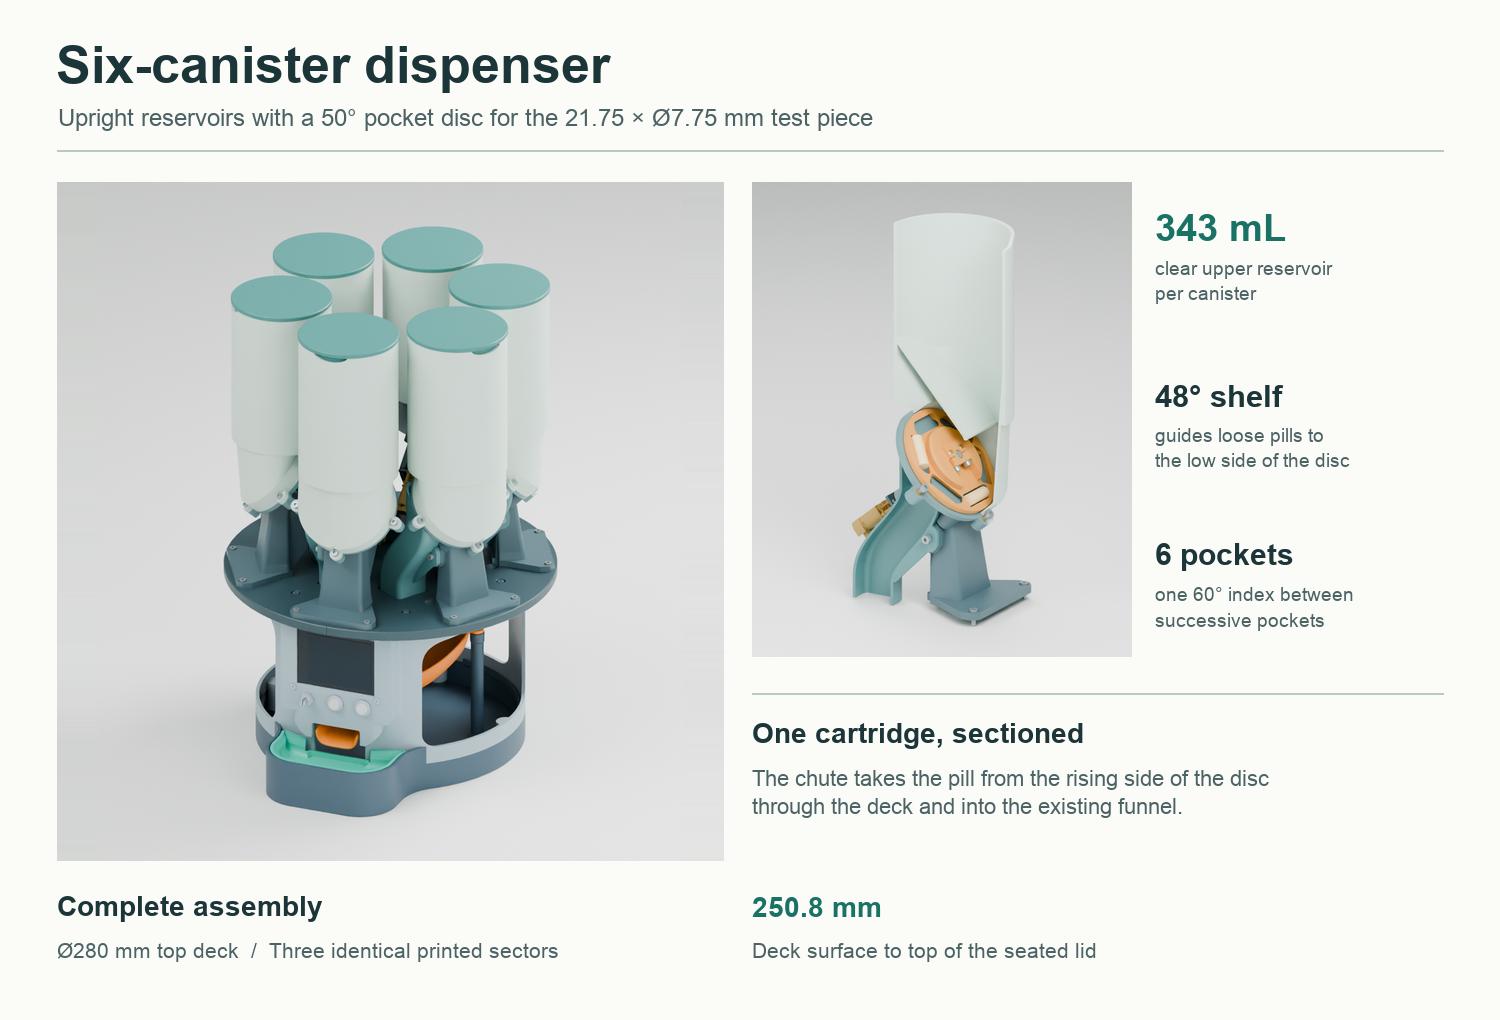 Six-canister dispenser
Upright reservoirs with a 50° pocket disc for the 21.75 × Ø7.75 mm test piece
343 mL
clear upper reservoir
per canister
48° shelf
guides loose pills to
the low side of the disc
6 pockets
one 60° index between
successive pockets
One cartridge, sectioned
The chute takes the pill from the rising side of the disc
through the deck and into the existing funnel.
Complete assembly
Ø280 mm top deck / Three identical printed sectors
250.8 mm
Deck surface to top of the seated lid